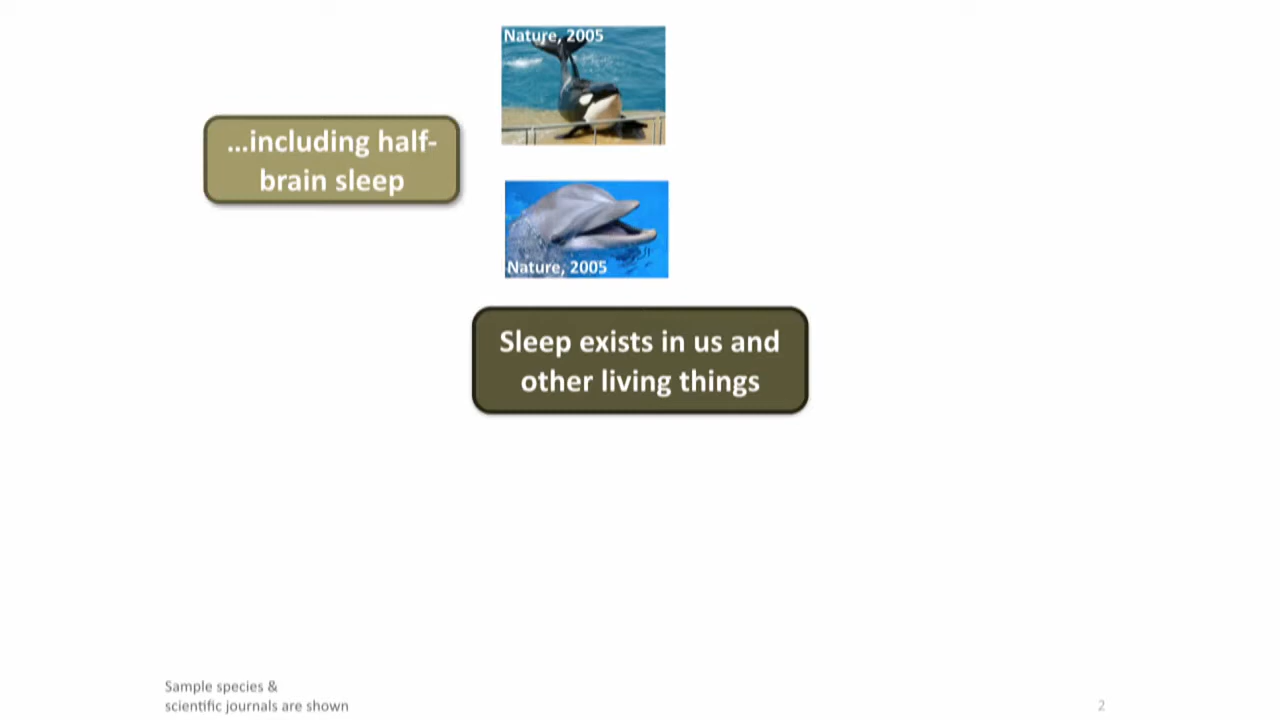 Nature, 2005
...including half-
brain sleep
Nature, 2005
Sleep exists in us and
other living things
Sample species &
scientific journals are shown
2